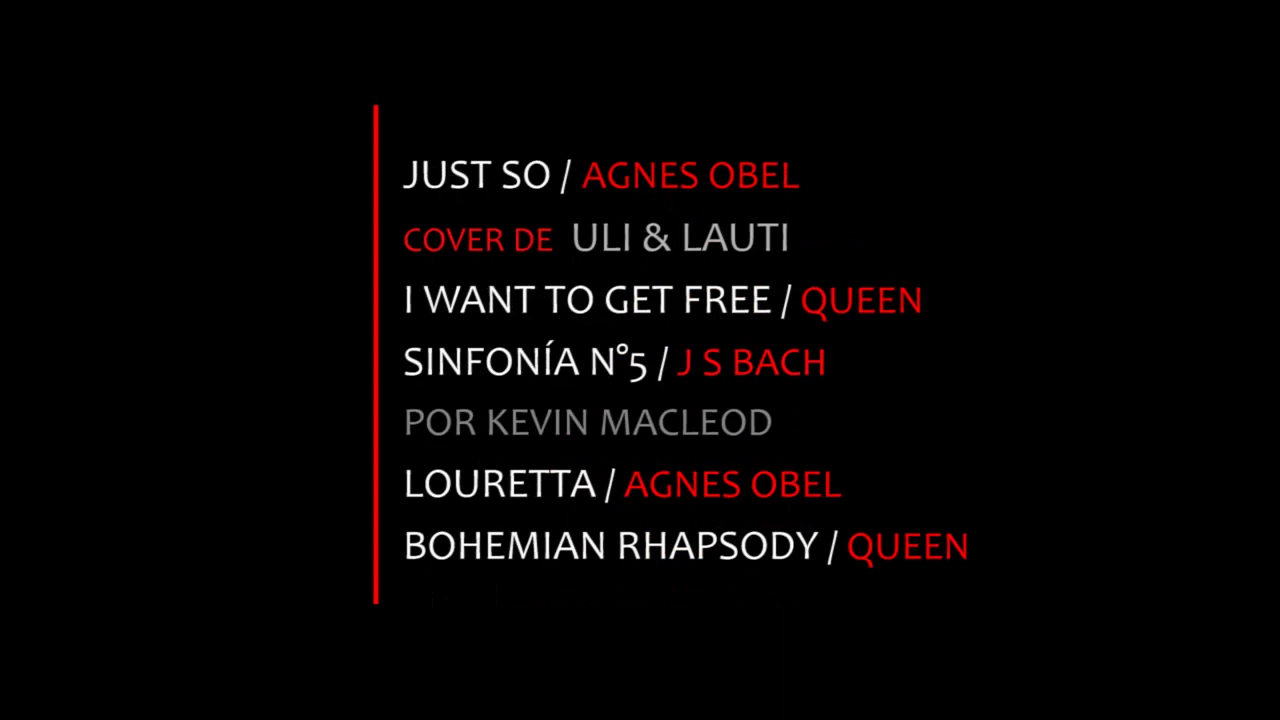 JUST SO / AGNES OBEL
COVER DE ULI & LAUTI
I WANT TO GET FREE / QUEEN
SINFONÍA N°5 / J S BACH
POR KEVIN MACLEOD
LOURETTA / AGNES OBEL
BOHEMIAN RHAPSODY / QUEEN